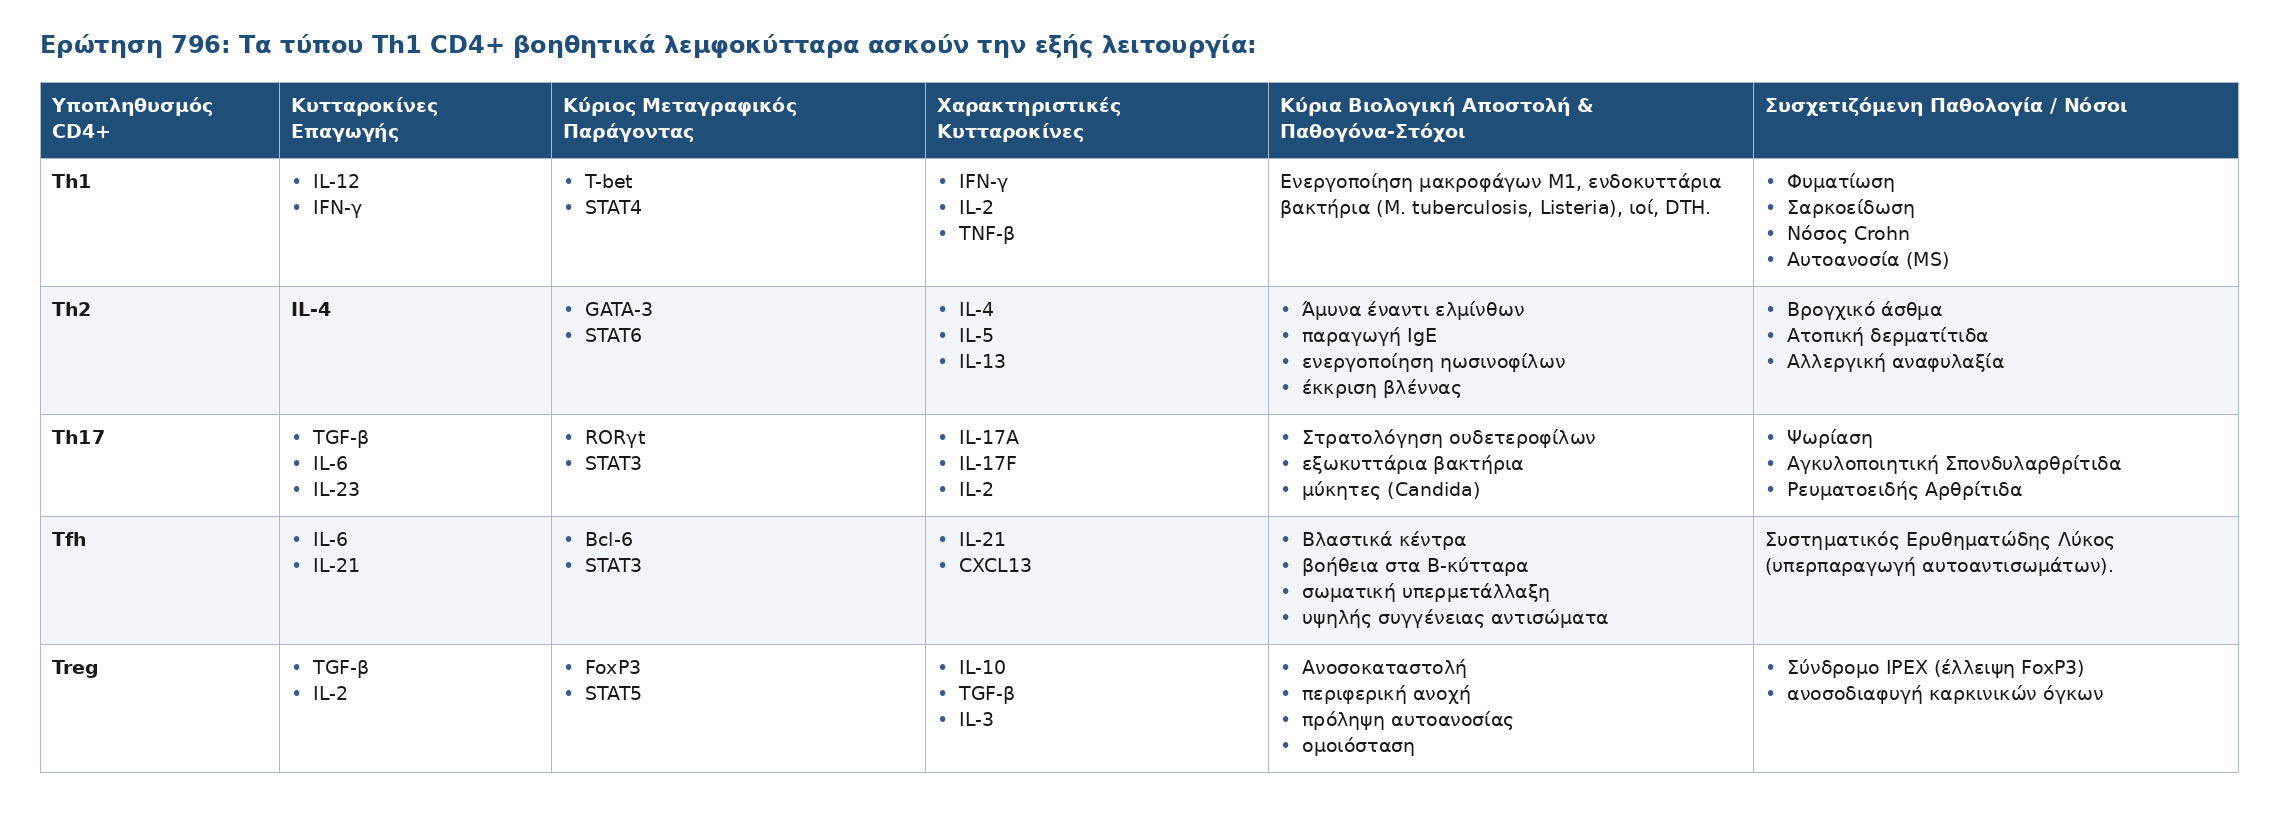 Ερώτηση 796: Τα τύπου Th1 CD4+ βοηθητικά λεμφοκύτταρα ασκούν την εξής λειτουργία:
Υποπληθυσμός CD4+
Κυτταροκίνες Επαγωγής
Κύριος Μεταγραφικός Παράγοντας
Χαρακτηριστικές Κυτταροκίνες
Κύρια Βιολογική Αποστολή & Παθογόνα-Στόχοι
Συσχετιζόμενη Παθολογία / Νόσοι
Th1
• IL-12
• IFN-γ
• T-bet
• STAT4
• IFN-γ
• IL-2
• TNF-β
Ενεργοποίηση μακροφάγων M1, ενδοκυττάρια
βακτήρια (M. tuberculosis, Listeria), ιοί, DTH.
• Φυματίωση
• Σαρκοείδωση
• Νόσος Crohn
• Αυτοανοσία (MS)
Th2
IL-4
• GATA-3
• STAT6
• IL-4
• IL-5
• IL-13
• Άμυνα έναντι ελμίνθων
• παραγωγή IgE
• ενεργοποίηση ηωσινοφίλων
• έκκριση βλέννας
• Βρογχικό άσθμα
• Ατοπική δερματίτιδα
• Αλλεργική αναφυλαξία
Th17
• TGF-β
• IL-6
• IL-23
• RORγt
• STAT3
• IL-17A
• IL-17F
• IL-2
• Στρατολόγηση ουδετεροφίλων
• εξωκυττάρια βακτήρια
• μύκητες (Candida)
• Ψωρίαση
• Αγκυλοποιητική Σπονδυλαρθρίτιδα
• Ρευματοειδής Αρθρίτιδα
Tfh
• IL-6
• IL-21
• Bcl-6
• STAT3
• IL-21
• CXCL13
• Βλαστικά κέντρα
• βοήθεια στα Β-κύτταρα
• σωματική υπερμετάλλαξη
• υψηλής συγγένειας αντισώματα
Συστηματικός Ερυθηματώδης Λύκος
(υπερπαραγωγή αυτοαντισωμάτων).
Treg
• TGF-β
• IL-2
• FoxP3
• STAT5
• IL-10
• TGF-β
• IL-3
• Ανοσοκαταστολή
• περιφερική ανοχή
• πρόληψη αυτοανοσίας
• ομοιόσταση
• Σύνδρομο IPEX (έλλειψη FoxP3)
• ανοσοδιαφυγή καρκινικών όγκων